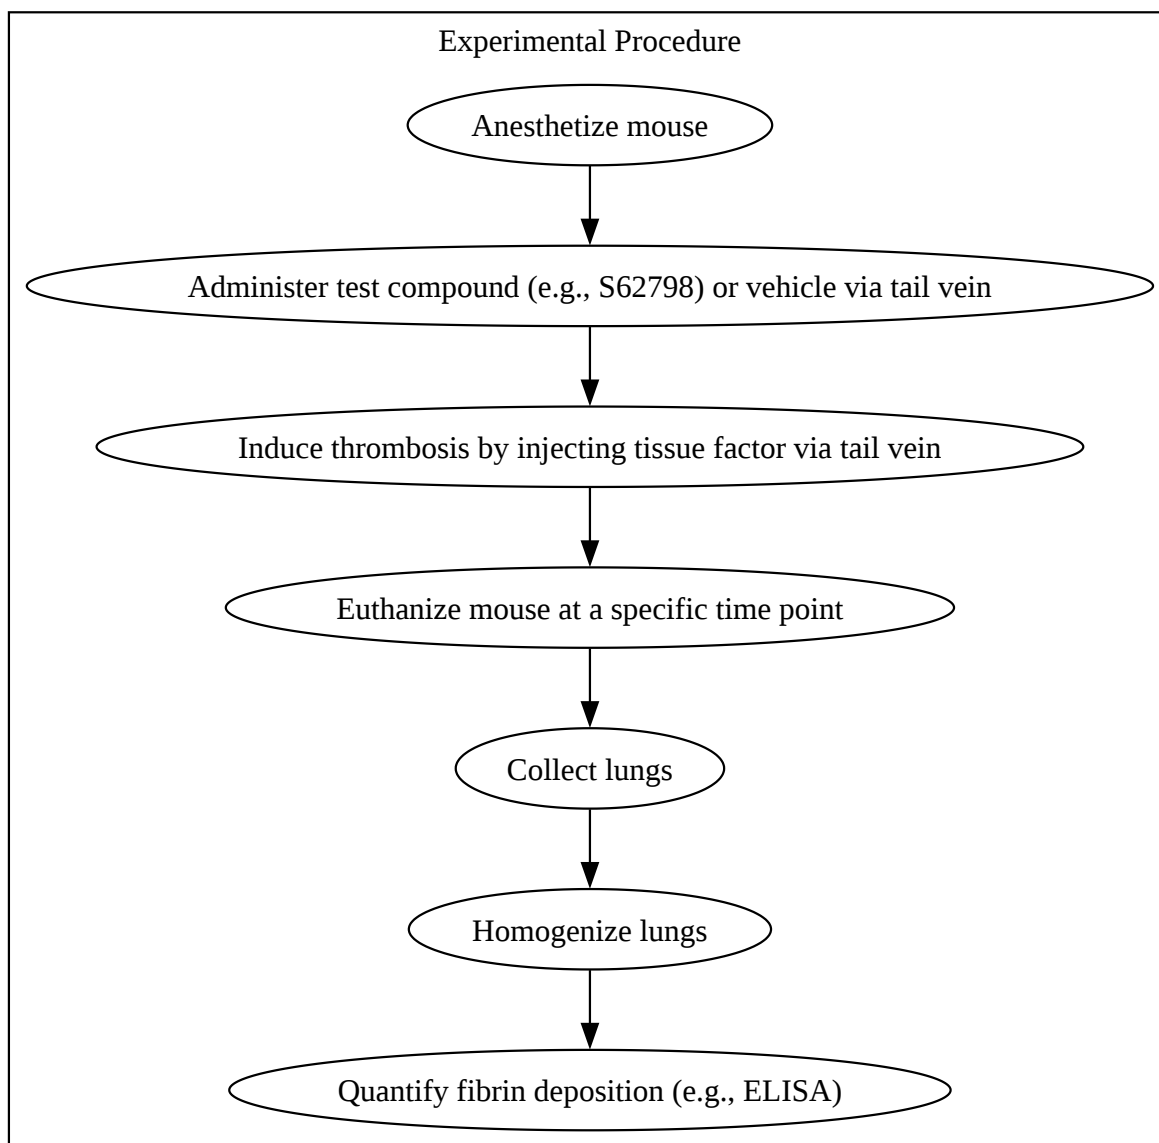 Experimental Procedure
Anesthetize mouse
Administer test compound (e.g., S62798) or vehicle via tail vein
Induce thrombosis by injecting tissue factor via tail vein
Euthanize mouse at a specific time point
Collect lungs
Homogenize lungs
Quantify fibrin deposition (e.g., ELISA)